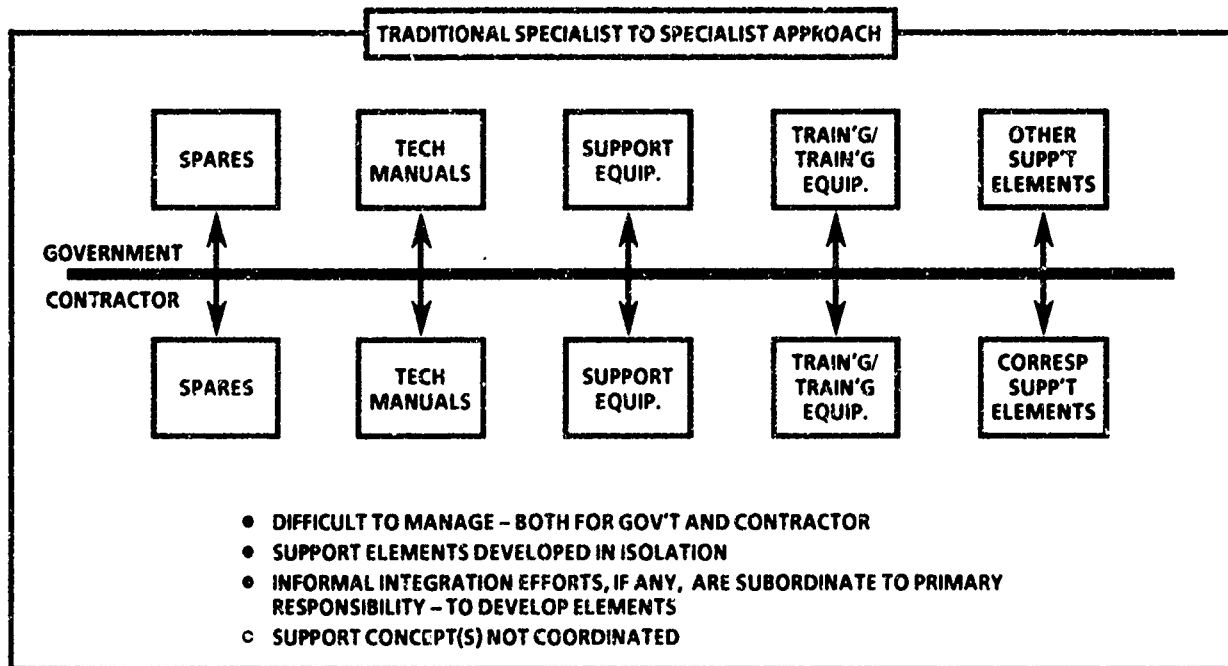 TRADITIONAL SPECIALIST TO SPECIALIST APPROACH
SPARES
TECH
MANUALS
SUPPORT
EQUIP.
TRAIN'G/
TRAIN'G
EQUIP.
OTHER
SUPP'T
ELEMENTS
GOVERNMENT
CONTRACTOR
SPARES
TECH
MANUALS
SUPPORT
EQUIP.
TRAIN'G/
TRAIN'G
EQUIP.
CORRESP
SUPP'T
ELEMENTS
● DIFFICULT TO MANAGE – BOTH FOR GOV'T AND CONTRACTOR
● SUPPORT ELEMENTS DEVELOPED IN ISOLATION
● INFORMAL INTEGRATION EFFORTS, IF ANY, ARE SUBORDINATE TO PRIMARY
RESPONSIBILITY – TO DEVELOP ELEMENTS
○ SUPPORT CONCEPT(S) NOT COORDINATED